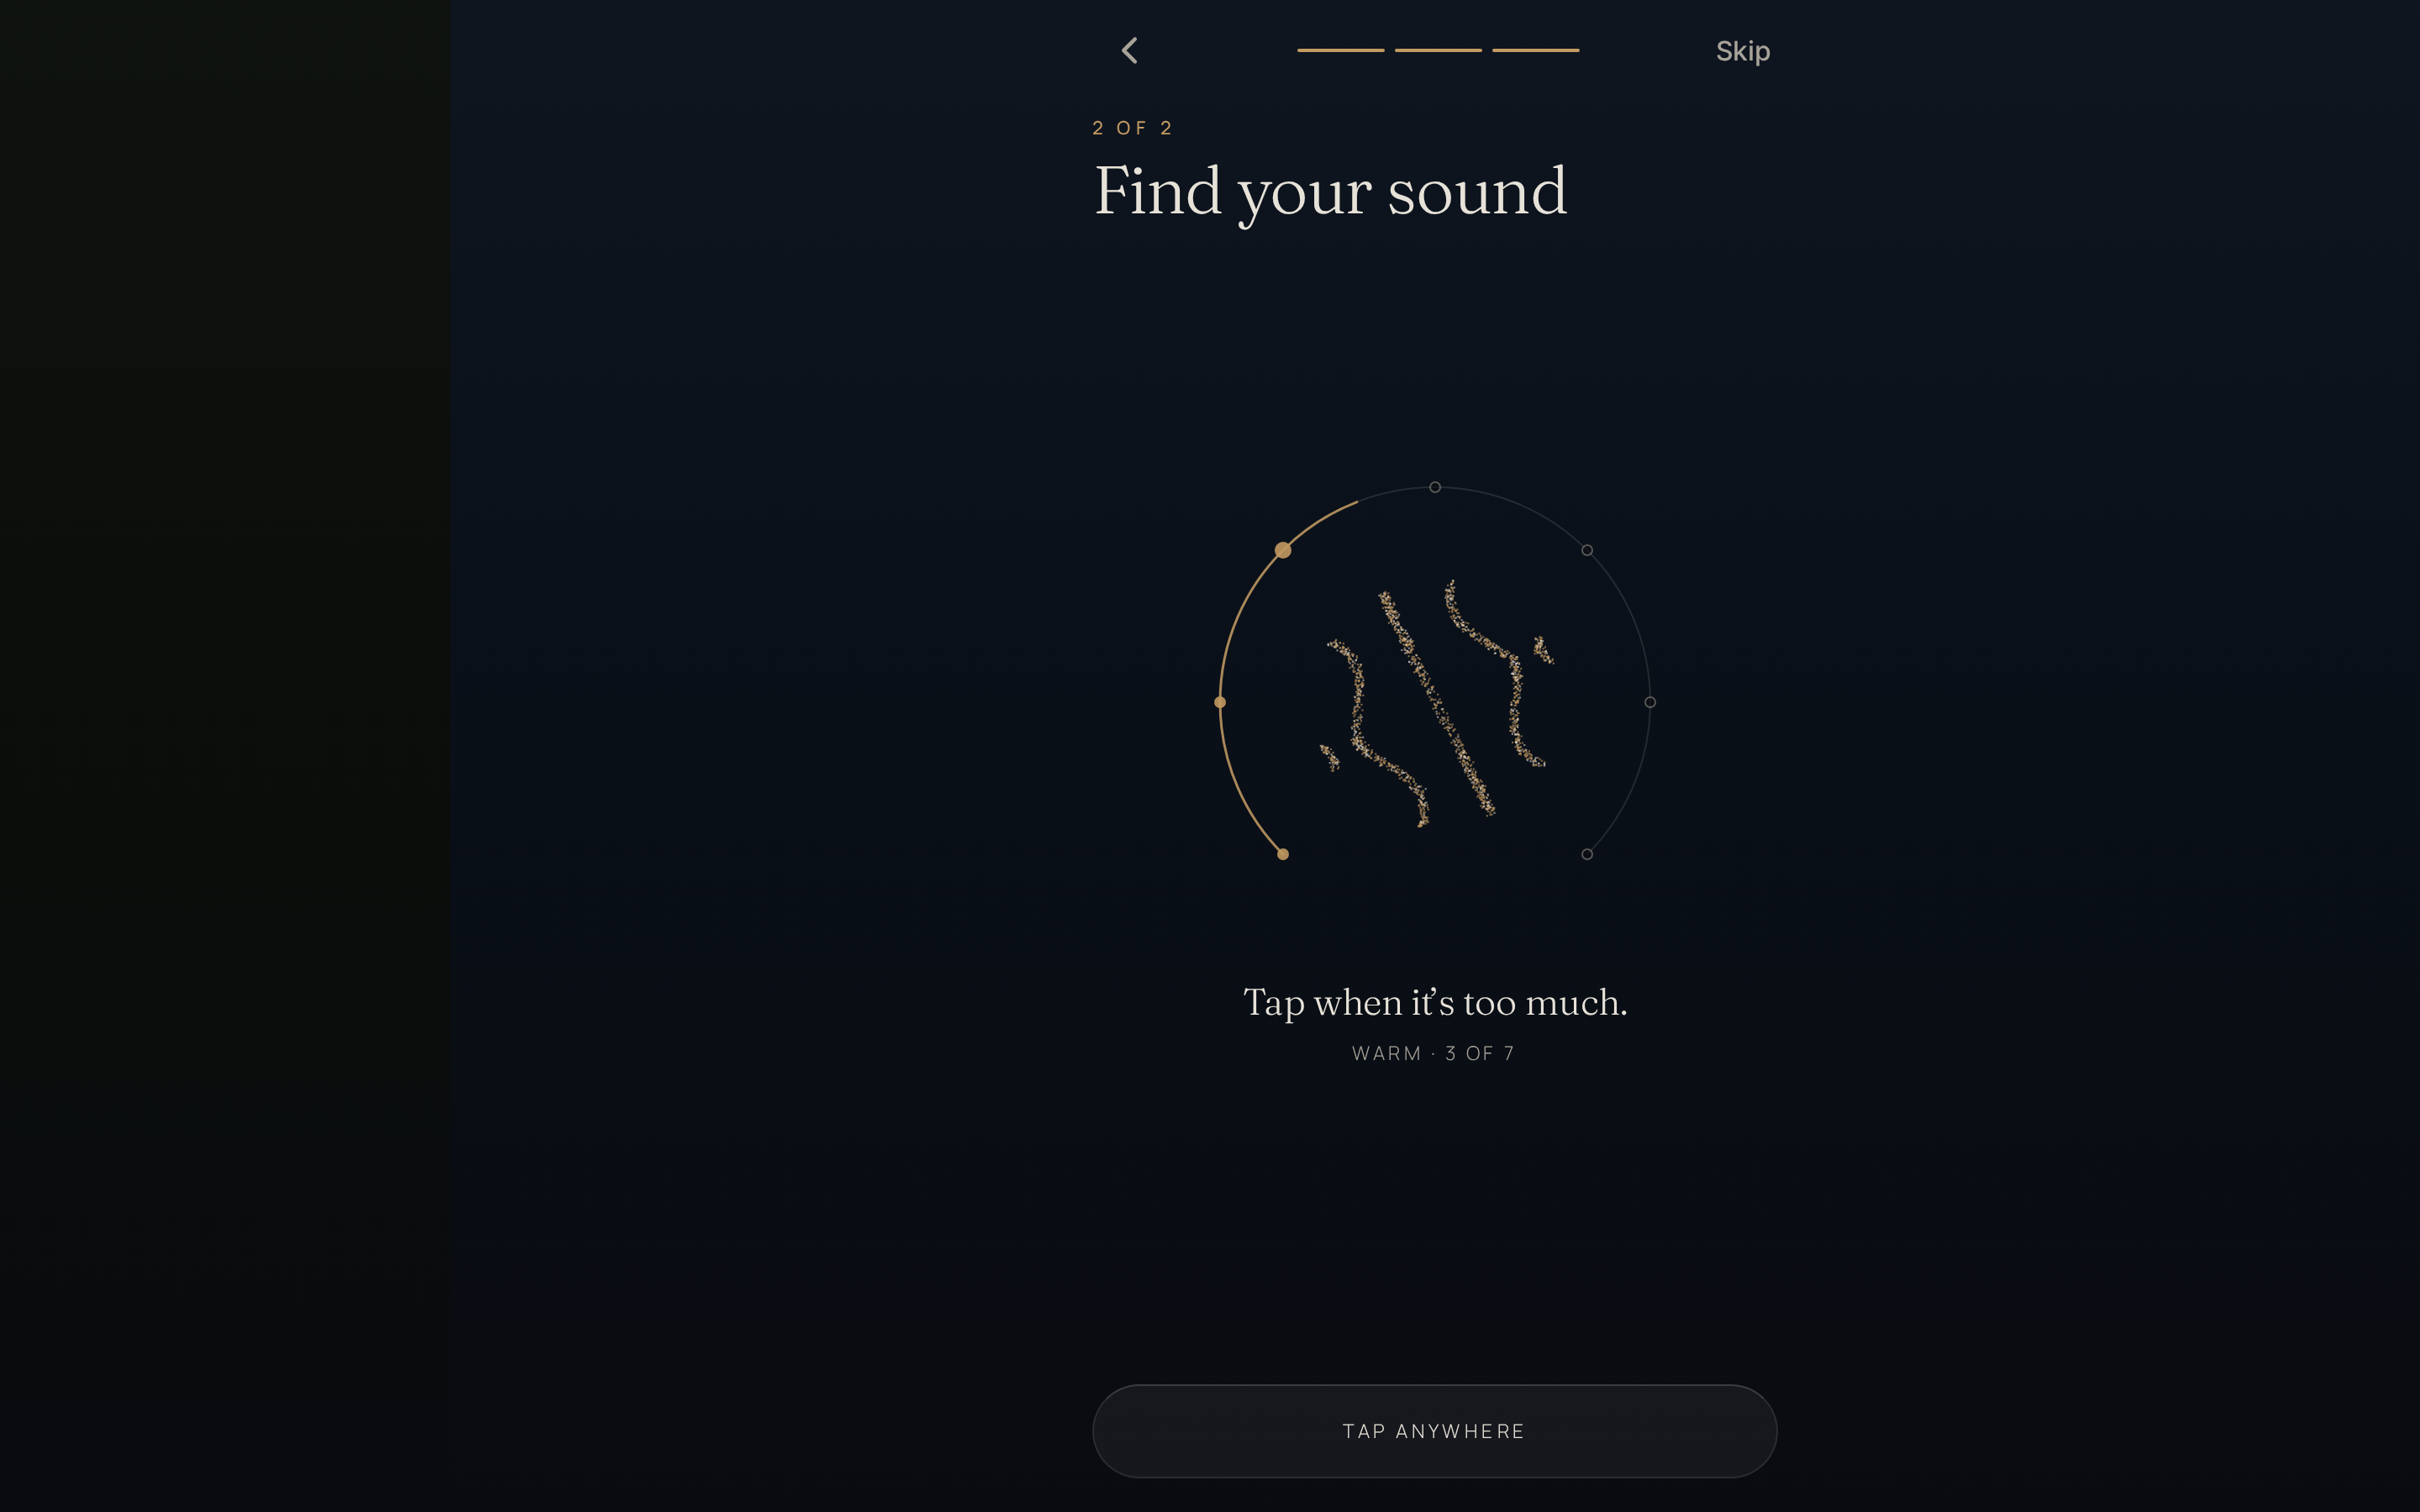 Skip
2 OF 2
Find your sound
Tap when it’s too much.
WARM · 3 OF 7
TAP ANYWHERE